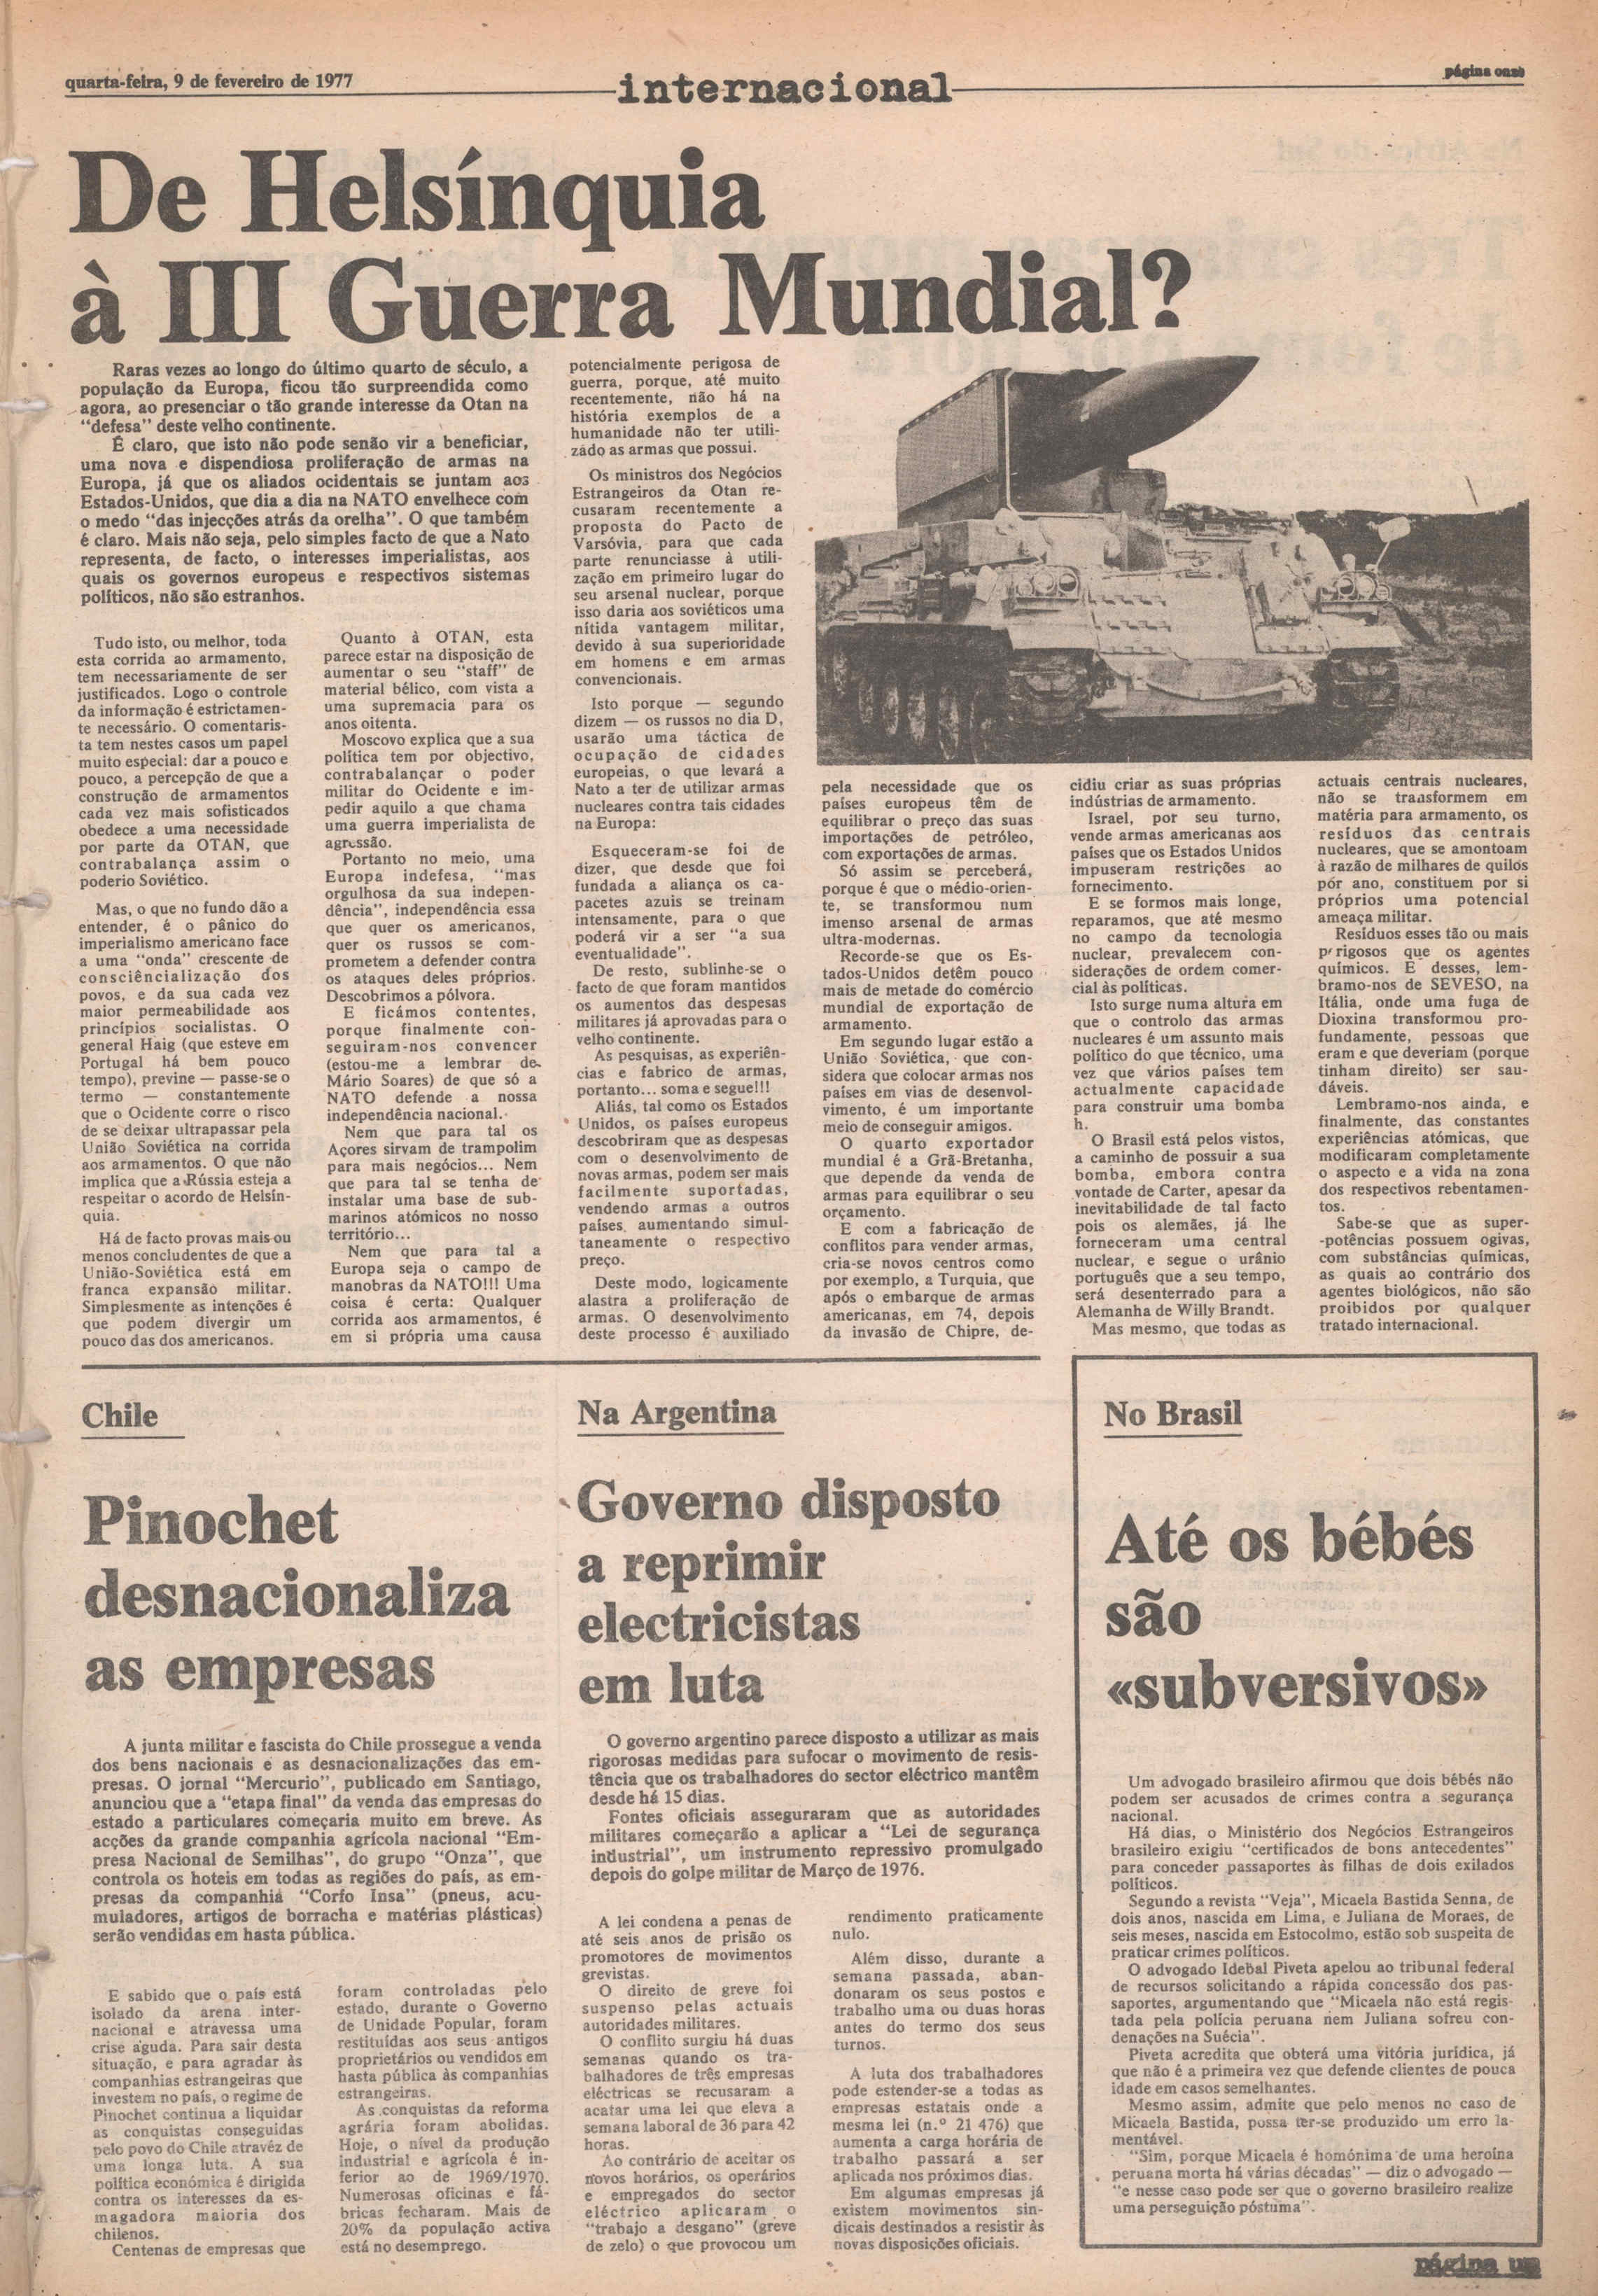 quarta-feira, 9 de fevereiro de 1977
internacional
página onze
De Helsínquia
à III Guerra Mundial?
Raras vezes ao longo do último quarto de século, a
população da Europa, ficou tão surpreendida como
agora, ao presenciar o tão grande interesse da Otan na
"defesa" deste velho continente.
É claro, que isto não pode senão vir a beneficiar,
uma nova e dispendiosa proliferação de armas na
Europa, já que os aliados ocidentais se juntam aos
Estados-Unidos, que dia a dia na NATO envelhece com
o medo "das injecções atrás da orelha". O que também
é claro. Mais não seja, pelo simples facto de que a Nato
representa, de facto, o interesses imperialistas, aos
quais os governos europeus e respectivos sistemas
políticos, não são estranhos.
Tudo isto, ou melhor, toda
esta corrida ao armamento,
tem necessariamente de ser
justificados. Logo o controle
da informação é estrictamen-
te necessário. O comentaris-
ta tem nestes casos um papel
muito especial: dar a pouco e
pouco, a percepção de que a
construção de armamentos
cada vez mais sofisticados
obedece a uma necessidade
por parte da OTAN, que
contrabalança assim o
poderio Soviético.
Mas, o que no fundo dão a
entender, é o pânico do
imperialismo americano face
a uma "onda" crescente de
consciêncialização dos
povos, e da sua cada vez
maior permeabilidade aos
princípios socialistas. O
general Haig (que esteve em
Portugal há bem pouco
tempo), previne — passe-se o
termo — constantemente
que o Ocidente corre o risco
de se deixar ultrapassar pela
União Soviética na corrida
aos armamentos. O que não
implica que a Rússia esteja a
respeitar o acordo de Helsín-
quia.
Há de facto provas mais ou
menos concludentes de que a
União-Soviética está em
franca expansão militar.
Simplesmente as intenções é
que podem divergir um
pouco das dos americanos.
Quanto à OTAN, esta
parece estar na disposição de
aumentar o seu "staff" de
material bélico, com vista a
uma supremacia para os
anos oitenta.
Moscovo explica que a sua
política tem por objectivo,
contrabalançar o poder
militar do Ocidente e im-
pedir aquilo a que chama
uma guerra imperialista de
agressão.
Portanto no meio, uma
Europa indefesa, "mas
orgulhosa da sua indepen-
dência", independência essa
que quer os americanos,
quer os russos se com-
prometem a defender contra
os ataques deles próprios.
Descobrimos a pólvora.
E ficámos contentes,
porque finalmente con-
seguiram-nos convencer
(estou-me a lembrar de
Mário Soares) de que só a
NATO defende a nossa
independência nacional.
Nem que para tal os
Açores sirvam de trampolim
para mais negócios... Nem
que para tal se tenha de
instalar uma base de sub-
marinos atómicos no nosso
território...
Nem que para tal a
Europa seja o campo de
manobras da NATO!!! Uma
coisa é certa: Qualquer
corrida aos armamentos, é
em si própria uma causa
potencialmente perigosa de
guerra, porque, até muito
recentemente, não há na
história exemplos de a
humanidade não ter utili-
zado as armas que possui.
Os ministros dos Negócios
Estrangeiros da Otan re-
cusaram recentemente a
proposta do Pacto de
Varsóvia, para que cada
parte renunciasse à utili-
zação em primeiro lugar do
seu arsenal nuclear, porque
isso daria aos soviéticos uma
nítida vantagem militar,
devido à sua superioridade
em homens e em armas
convencionais.
Isto porque — segundo
dizem — os russos no dia D,
usarão uma táctica de
ocupação de cidades
europeias, o que levará a
Nato a ter de utilizar armas
nucleares contra tais cidades
na Europa:
Esqueceram-se foi de
dizer, que desde que foi
fundada a aliança os ca-
pacetes azuis se treinam
intensamente, para o que
poderá vir a ser "a sua
eventualidade".
De resto, sublinhe-se o
facto de que foram mantidos
os aumentos das despesas
militares já aprovadas para o
velho continente.
As pesquisas, as experiên-
cias e fabrico de armas,
portanto... soma e segue!!!
Aliás, tal como os Estados
Unidos, os países europeus
descobriram que as despesas
com o desenvolvimento de
novas armas, podem ser mais
facilmente suportadas,
vendendo armas a outros
países, aumentando simul-
taneamente o respectivo
preço.
Deste modo, logicamente
alastra a proliferação de
armas. O desenvolvimento
deste processo é auxiliado
pela necessidade que os
países europeus têm de
equilibrar o preço das suas
importações de petróleo,
com exportações de armas.
Só assim se perceberá,
porque é que o médio-orien-
te, se transformou num
imenso arsenal de armas
ultra-modernas.
Recorde-se que os Es-
tados-Unidos detêm pouco
mais de metade do comércio
mundial de exportação de
armamento.
Em segundo lugar estão a
União Soviética, que con-
sidera que colocar armas nos
países em vias de desenvol-
vimento, é um importante
meio de conseguir amigos.
O quarto exportador
mundial é a Grã-Bretanha,
que depende da venda de
armas para equilibrar o seu
orçamento.
E com a fabricação de
conflitos para vender armas,
cria-se novos centros como
por exemplo, a Turquia, que
após o embarque de armas
americanas, em 74, depois
da invasão de Chipre, de-
cidiu criar as suas próprias
indústrias de armamento.
Israel, por seu turno,
vende armas americanas aos
países que os Estados Unidos
impuseram restrições ao
fornecimento.
E se formos mais longe,
reparamos, que até mesmo
no campo da tecnologia
nuclear, prevalecem con-
siderações de ordem comer-
cial às políticas.
Isto surge numa altura em
que o controlo das armas
nucleares é um assunto mais
político do que técnico, uma
vez que vários países tem
actualmente capacidade
para construir uma bomba
h.
O Brasil está pelos vistos,
a caminho de possuir a sua
bomba, embora contra
vontade de Carter, apesar da
inevitabilidade de tal facto
pois os alemães, já lhe
forneceram uma central
nuclear, e segue o urânio
português que a seu tempo,
será desenterrado para a
Alemanha de Willy Brandt.
Mas mesmo, que todas as
actuais centrais nucleares,
não se transformem em
matéria para armamento, os
resíduos das centrais
nucleares, que se amontoam
à razão de milhares de quilos
pór ano, constituem por si
próprios uma potencial
ameaça militar.
Resíduos esses tão ou mais
perigosos que os agentes
químicos. E desses, lem-
bramo-nos de SEVESO, na
Itália, onde uma fuga de
Dioxina transformou pro-
fundamente, pessoas que
eram e que deveriam (porque
tinham direito) ser sau-
dáveis.
Lembramo-nos ainda, e
finalmente, das constantes
experiências atómicas, que
modificaram completamente
o aspecto e a vida na zona
dos respectivos rebentamen-
tos.
Sabe-se que as super-
-potências possuem ogivas,
com substâncias químicas,
as quais ao contrário dos
agentes biológicos, não são
proibidos por qualquer
tratado internacional.
Chile
Pinochet
desnacionaliza
as empresas
A junta militar e fascista do Chile prossegue a venda
dos bens nacionais e as desnacionalizações das em-
presas. O jornal "Mercurio", publicado em Santiago,
anunciou que a "etapa final" da venda das empresas do
estado a particulares começaria muito em breve. As
acções da grande companhia agrícola nacional "Em-
presa Nacional de Semilhas", do grupo "Onza", que
controla os hoteis em todas as regiões do país, as em-
presas da companhia "Corfo Insa" (pneus, acu-
muladores, artigos de borracha e matérias plásticas)
serão vendidas em hasta pública.
E sabido que o país está
isolado da arena inter-
nacional e atravessa uma
crise aguda. Para sair desta
situação, e para agradar às
companhias estrangeiras que
investem no país, o regime de
Pinochet continua a liquidar
as conquistas conseguidas
pelo povo do Chile atravéz de
uma longa luta. A sua
política económica é dirigida
contra os interesses da es-
magadora maioria dos
chilenos.
Centenas de empresas que
foram controladas pelo
estado, durante o Governo
de Unidade Popular, foram
restituídas aos seus antigos
proprietários ou vendidos em
hasta pública às companhias
estrangeiras.
As conquistas da reforma
agrária foram abolidas.
Hoje, o nível da produção
industrial e agrícola é in-
ferior ao de 1969/1970.
Numerosas oficinas e fá-
bricas fecharam. Mais de
20% da população activa
está no desemprego.
Na Argentina
Governo disposto
a reprimir
electricistas
em luta
O governo argentino parece disposto a utilizar as mais
rigorosas medidas para sufocar o movimento de resis-
tência que os trabalhadores do sector eléctrico mantêm
desde há 15 dias.
Fontes oficiais asseguraram que as autoridades
militares começarão a aplicar a "Lei de segurança
industrial", um instrumento repressivo promulgado
depois do golpe militar de Março de 1976.
A lei condena a penas de
até seis anos de prisão os
promotores de movimentos
grevistas.
O direito de greve foi
suspenso pelas actuais
autoridades militares.
O conflito surgiu há duas
semanas quando os tra-
balhadores de três empresas
eléctricas se recusaram a
acatar uma lei que eleva a
semana laboral de 36 para 42
horas.
Ao contrário de aceitar os
novos horários, os operários
e empregados do sector
eléctrico aplicaram o
"trabajo a desgano" (greve
de zelo) o que provocou um
rendimento praticamente
nulo.
Além disso, durante a
semana passada, aban-
donaram os seus postos e
trabalho uma ou duas horas
antes do termo dos seus
turnos.
A luta dos trabalhadores
pode estender-se a todas as
empresas estatais onde a
mesma lei (n.º 21 476) que
aumenta a carga horária de
trabalho passará a ser
aplicada nos próximos dias.
Em algumas empresas já
existem movimentos sin-
dicais destinados a resistir às
novas disposições oficiais.
No Brasil
Até os bébés
são
«subversivos»
Um advogado brasileiro afirmou que dois bébés não
podem ser acusados de crimes contra a segurança
nacional.
Há dias, o Ministério dos Negócios Estrangeiros
brasileiro exigiu "certificados de bons antecedentes"
para conceder passaportes às filhas de dois exilados
políticos.
Segundo a revista "Veja", Micaela Bastida Senna, de
dois anos, nascida em Lima, e Juliana de Moraes, de
seis meses, nascida em Estocolmo, estão sob suspeita de
praticar crimes políticos.
O advogado Idebal Piveta apelou ao tribunal federal
de recursos solicitando a rápida concessão dos pas-
saportes, argumentando que "Micaela não está regis-
tada pela polícia peruana nem Juliana sofreu con-
denações na Suécia".
Piveta acredita que obterá uma vitória jurídica, já
que não é a primeira vez que defende clientes de pouca
idade em casos semelhantes.
Mesmo assim, admite que pelo menos no caso de
Micaela Bastida, possa ter-se produzido um erro la-
mentável.
"Sim, porque Micaela é homónima de uma heroína
peruana morta há várias décadas" — diz o advogado —
"e nesse caso pode ser que o governo brasileiro realize
uma perseguição póstuma".
página um